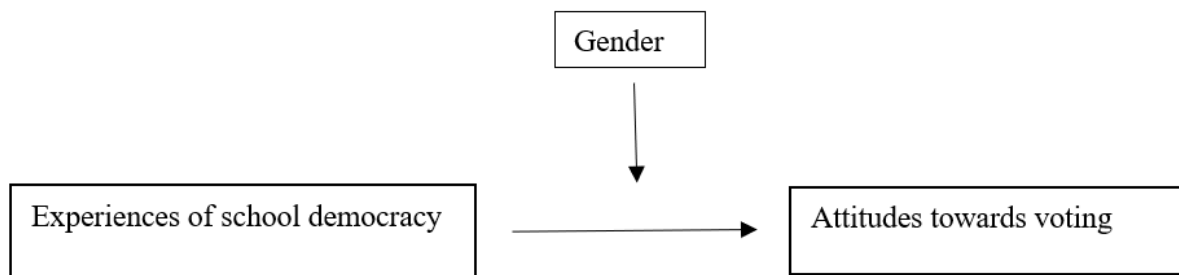 Gender
Experiences of school democracy
Attitudes towards voting